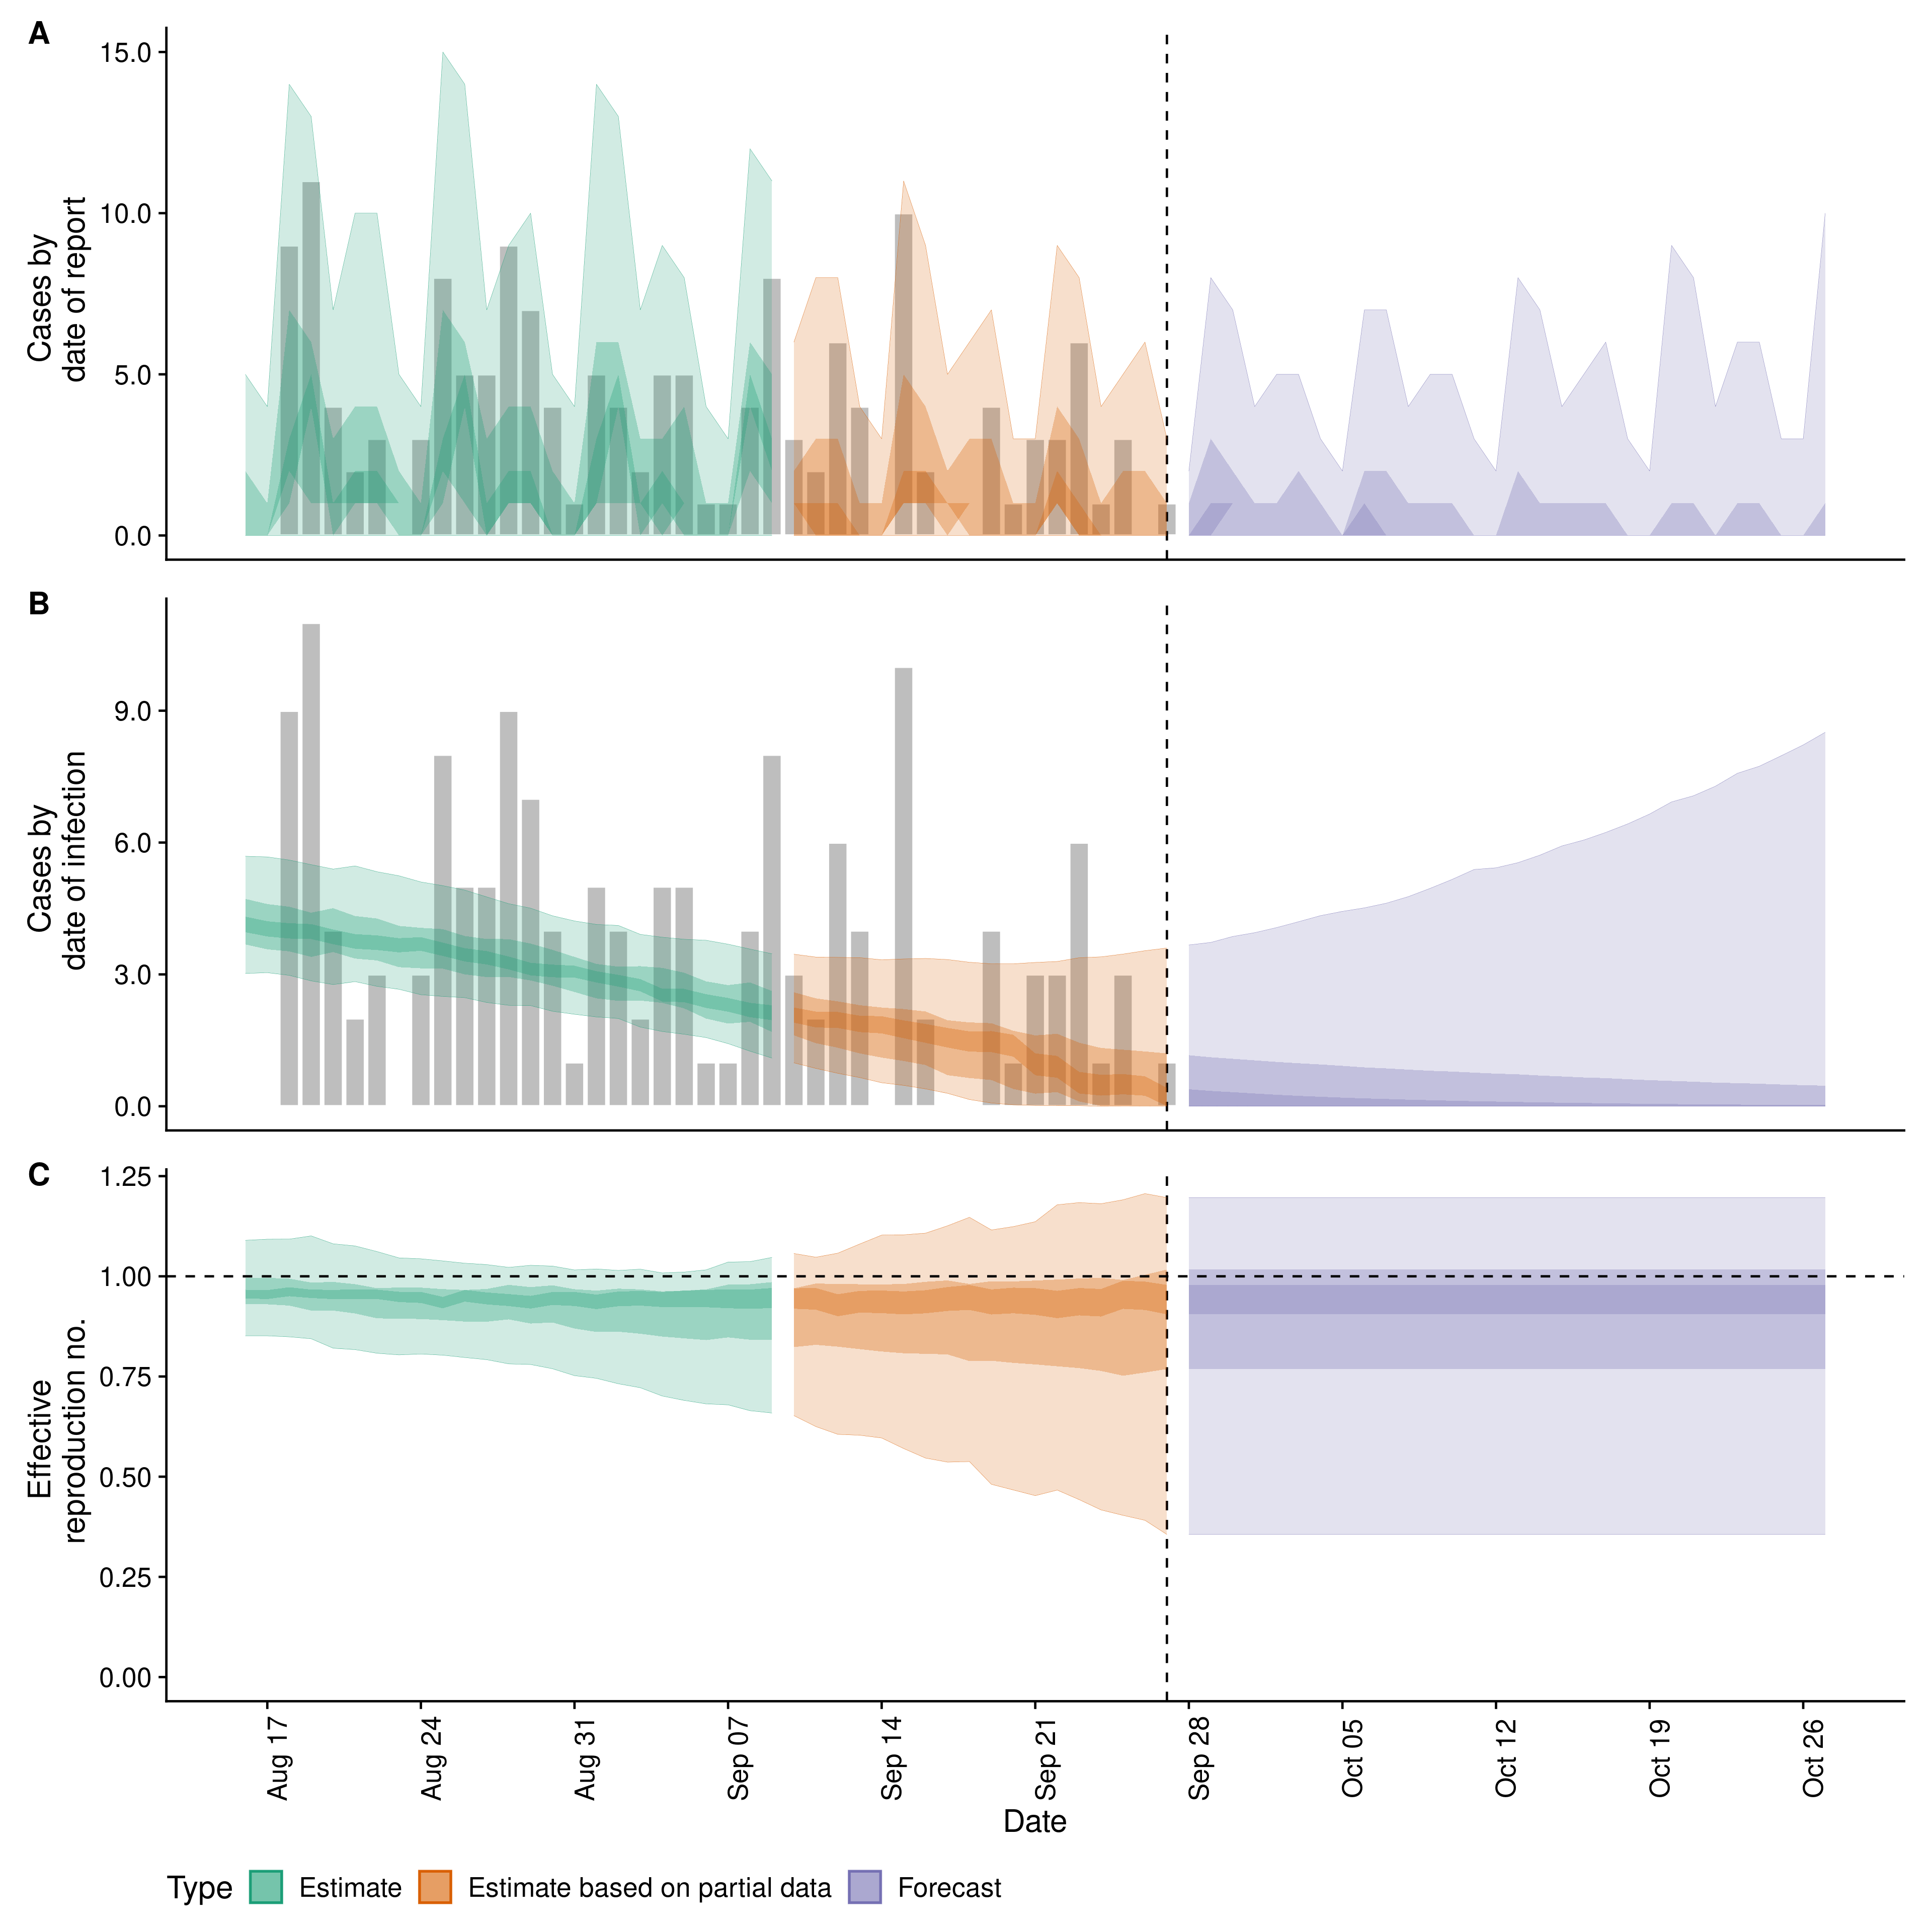 A
Cases by
date of report
15.0
10.0
5.0
0.0
B
Cases by
date of infection
9.0
6.0
3.0
0.0
C
Effective
reproduction no.
1.25
1.00
0.75
0.50
0.25
0.00
Aug 17
Aug 24
Aug 31
Sep 07
Sep 14
Sep 21
Sep 28
Oct 05
Oct 12
Oct 19
Oct 26
Date
Type Estimate Estimate based on partial data Forecast